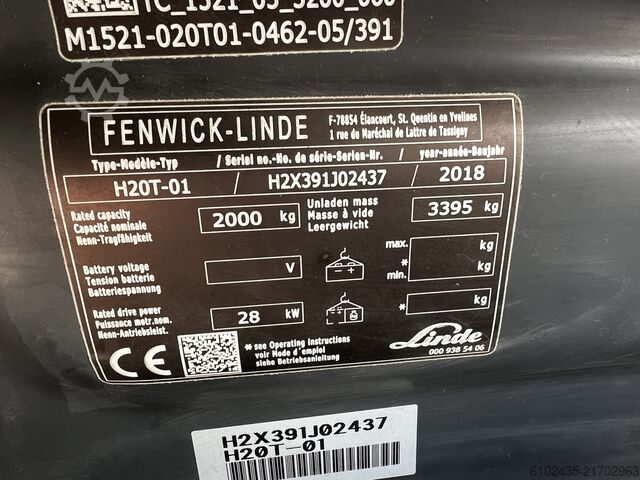 TC_1521_05_3200_000
M1521-020T01-0462-05/391
FENWICK-LINDE
F-78854 Élancourt, St. Quentin en Yvelines
1 rue du Maréchal de Lattre de Tassigny
Type-Modèle-Typ / Serial no.-No. de série-Serien-Nr. / year-année-Baujahr
H20T-01 / H2X391J02437 / 2018
Rated capacity
Capacité nominale
Nenn-Tragfähigkeit
2000 kg
Unladen mass
Masse à vide
Leergewicht
3395 kg
Battery voltage
Tension batterie
Batteriespannung
V
max. kg
* min. kg
Rated drive power
Puissance motr.nom.
Nenn-Antriebsleist.
28 kW
* kg
CE
* see Operating Instructions
voir Mode d'emploi
siehe Betriebsanleitung
Linde
000 938 54 06
H2X391J02437
H20T-01
6102435-21702963